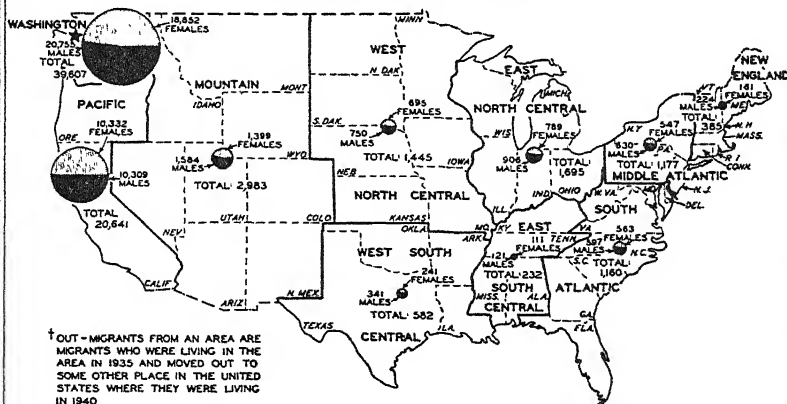 WASHINGTON
18,852
FEMALES
20,755
MALES
TOTAL
39,607
PACIFIC
ORE.
10,332
FEMALES
10,309
MALES
TOTAL
20,641
CALIF
MOUNTAIN
IDAHO
MONT
1,399
FEMALES
WYO
1,584
MALES
TOTAL: 2,983
NEV
UTAH
COLO
ARIZ
N. MEX.
WEST
MINN
N. DAK
S. DAK
695
FEMALES
750
MALES
TOTAL: 1,445
IOWA
NEB
NORTH CENTRAL
KANSAS
MO.
EAST
NORTH CENTRAL
MICH.
WIS
789
FEMALES
906
MALES
TOTAL:
1,695
ILL
IND.
OHIO
NEW
ENGLAND
VT
161
FEMALES
224
MALES
ME.
TOTAL:
385
N.H
MASS.
R I
CONN.
N.Y
547
FEMALES
630
MALES
PA.
TOTAL: 1,177
MIDDLE ATLANTIC
N. J.
DEL.
MD.
W. VA.
SOUTH
VA.
563
FEMALES
597
MALES
N.C.
TOTAL:
1,160
S.C.
ATLANTIC
GA.
FLA.
KY
EAST
TENN.
111
FEMALES
121
MALES
TOTAL:232
SOUTH
CENTRAL
MISS.
ALA.
OKLA.
ARK.
WEST SOUTH
241
FEMALES
341
MALES
TOTAL: 582
TEXAS
CENTRAL
LA.
†OUT-MIGRANTS FROM AN AREA ARE
MIGRANTS WHO WERE LIVING IN THE
AREA IN 1935 AND MOVED OUT TO
SOME OTHER PLACE IN THE UNITED
STATES WHERE THEY WERE LIVING
IN 1940